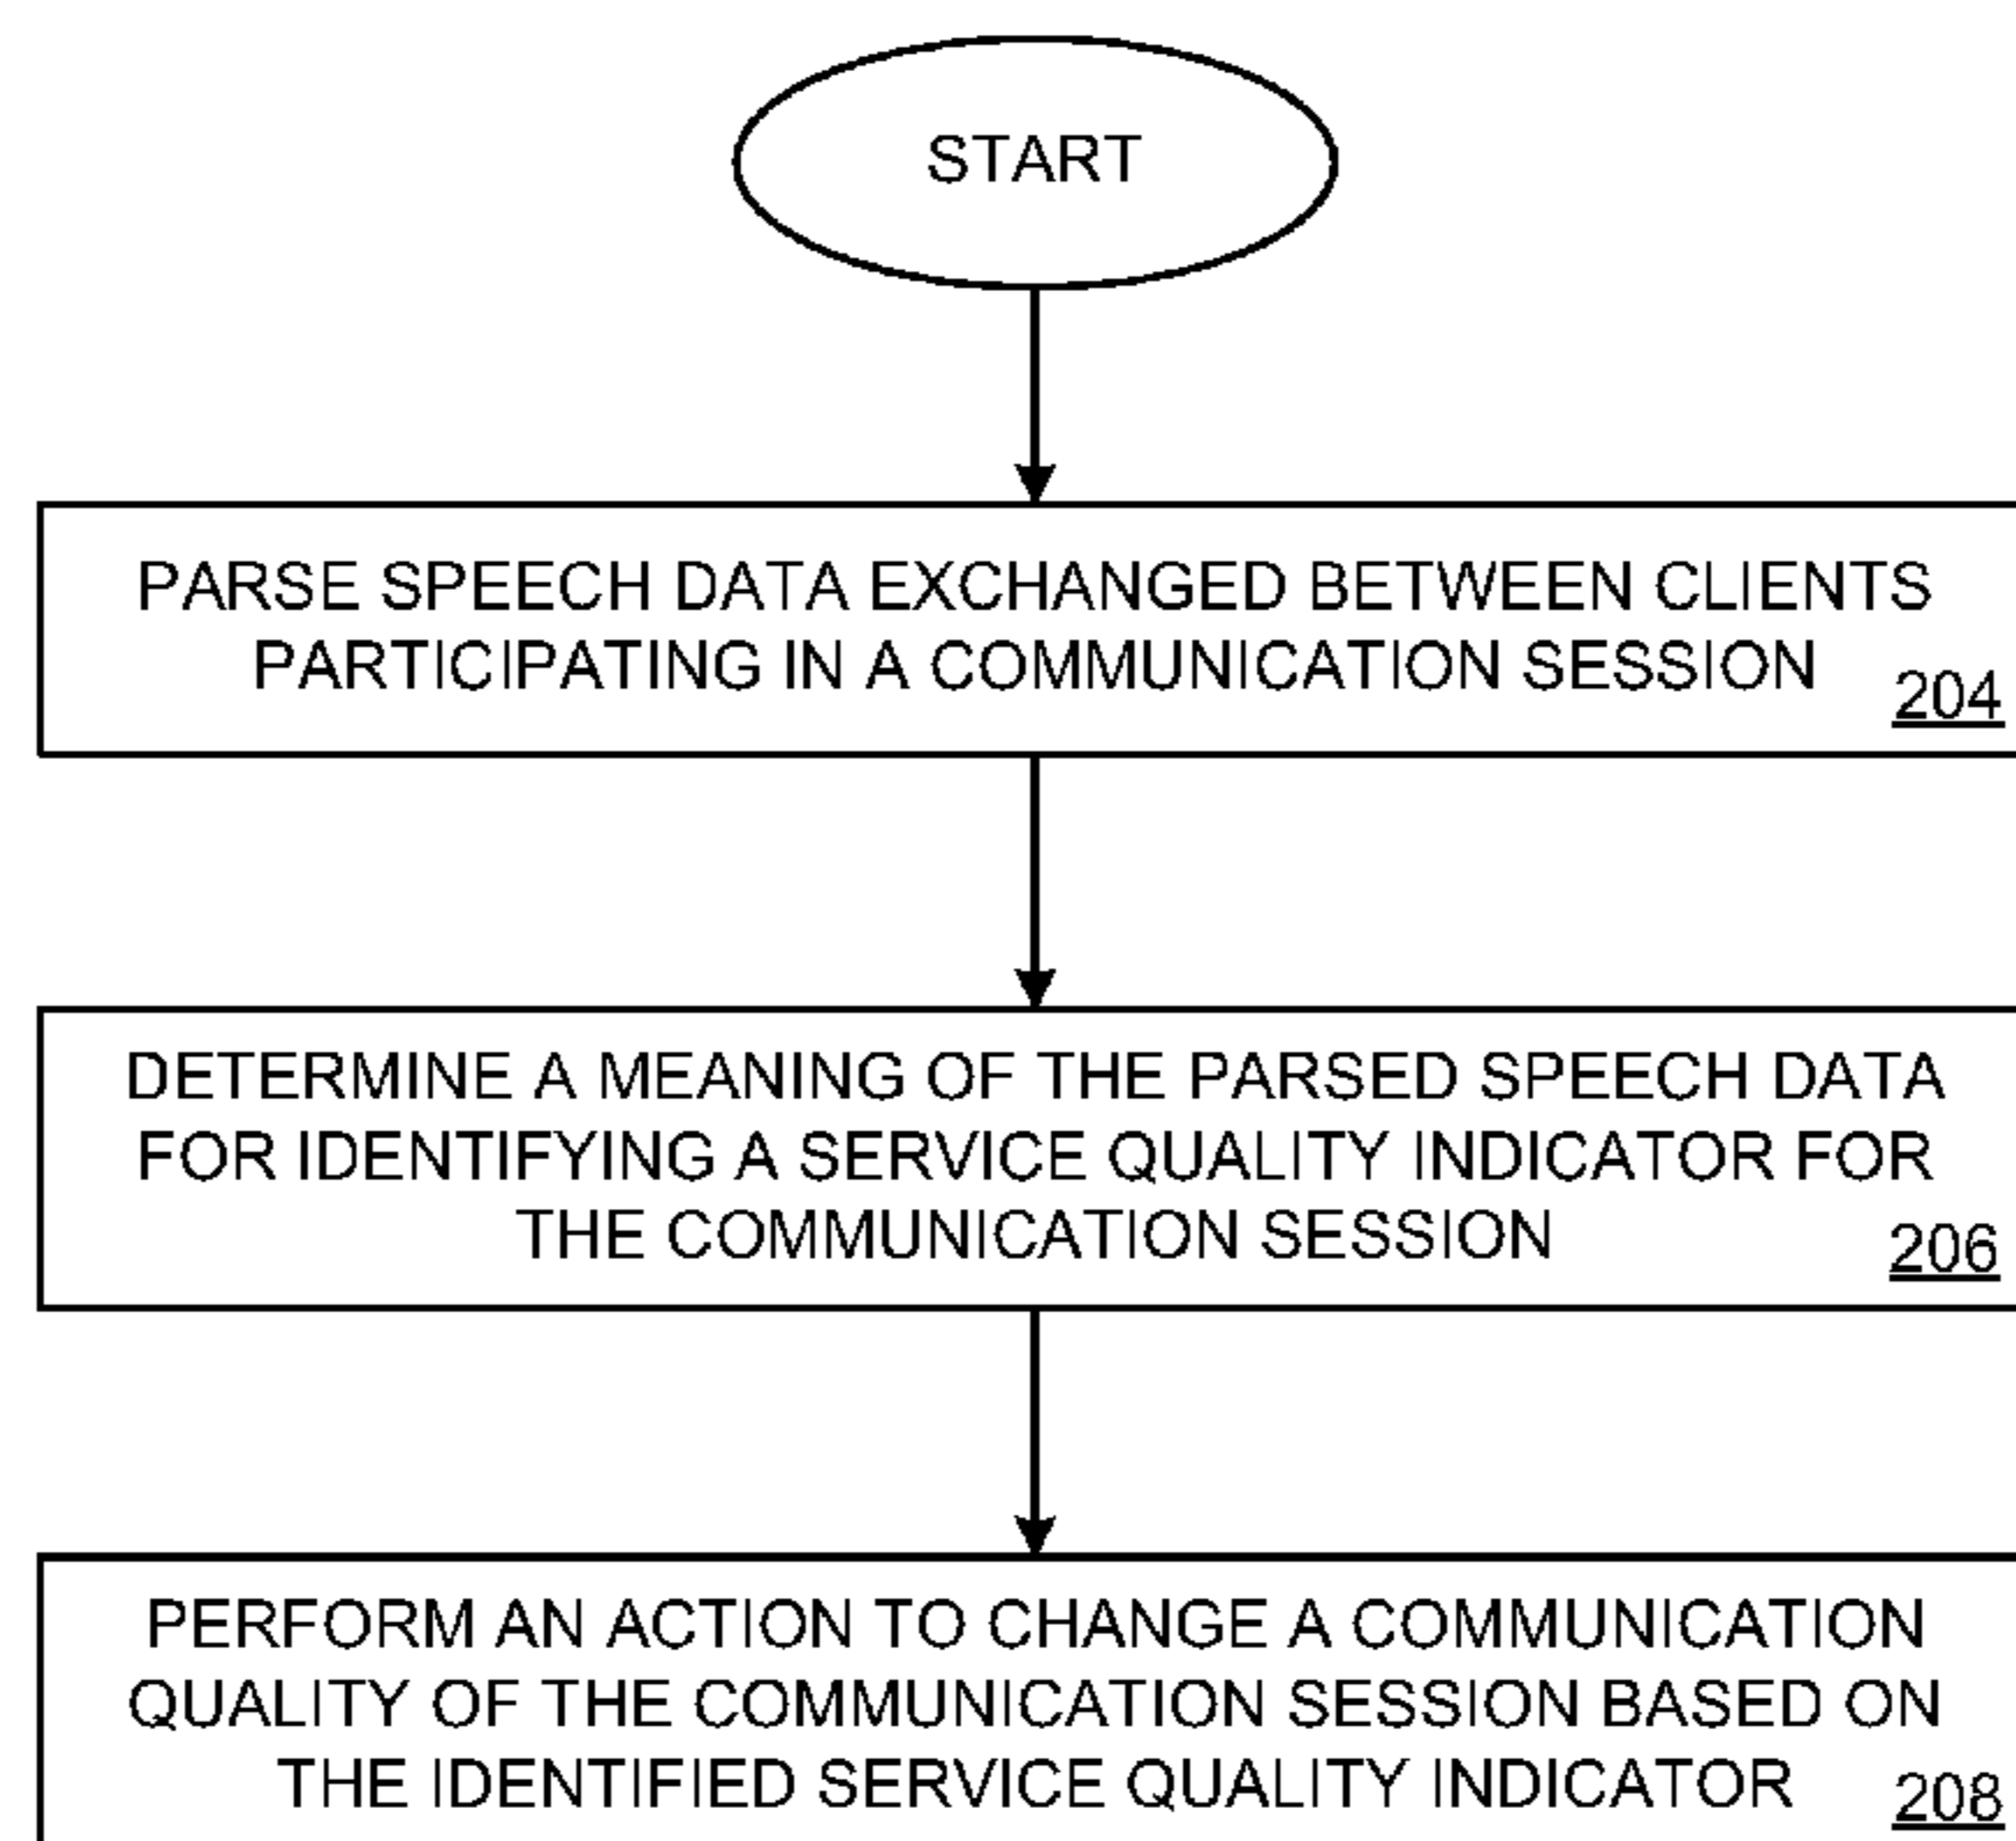 START
PARSE SPEECH DATA EXCHANGED BETWEEN CLIENTS
PARTICIPATING IN A COMMUNICATION SESSION
204
DETERMINE A MEANING OF THE PARSED SPEECH DATA
FOR IDENTIFYING A SERVICE QUALITY INDICATOR FOR
THE COMMUNICATION SESSION
206
PERFORM AN ACTION TO CHANGE A COMMUNICATION
QUALITY OF THE COMMUNICATION SESSION BASED ON
THE IDENTIFIED SERVICE QUALITY INDICATOR
208